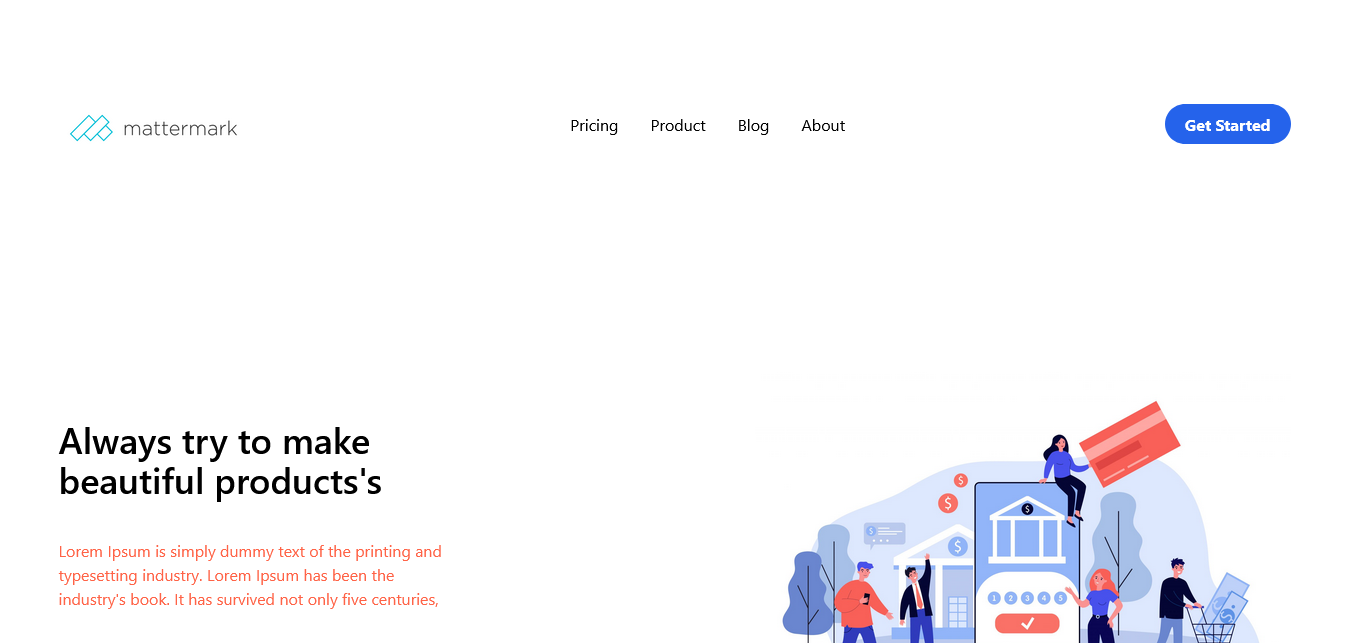 mattermark
Pricing Product Blog About
Get Started
Always try to make
beautiful products's
Lorem Ipsum is simply dummy text of the printing and
typesetting industry. Lorem Ipsum has been the
industry's book. It has survived not only five centuries,
$
$
$
$
$
1 2 3 4 5